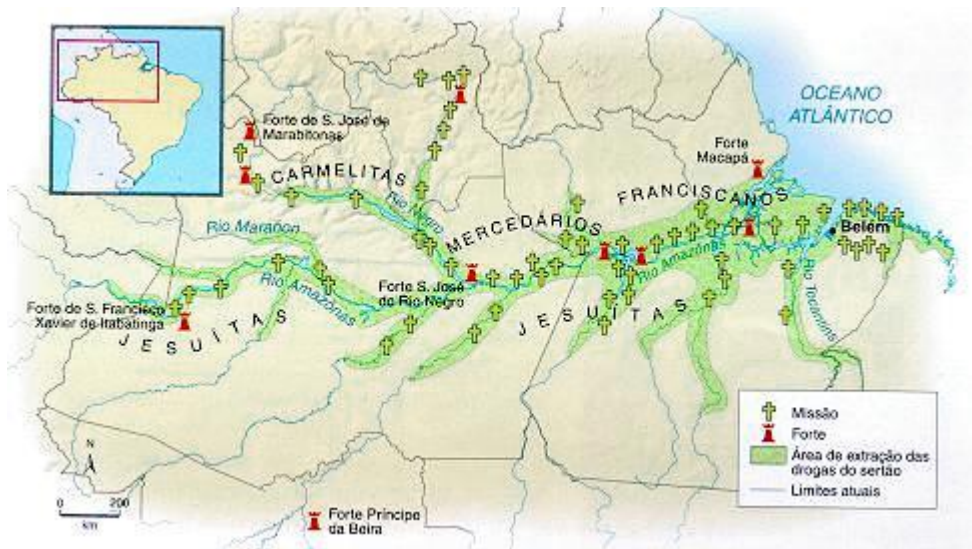 OCEANO
ATLÂNTICO
Forte de S. José de
Marabitonas
Forte
Macapá
CARMELITAS
FRANCISCANOS
Rio Negro
MERCEDÁRIOS
Rio Marañon
Belém
Rio Amazonas
Rio Amazonas
Forte S. José
do Rio Negro
Rio Tocantins
Forte de S. Francisco
Xavier de Itabatinga
JESUÍTAS
JESUÍTAS
Missão
Forte
Área de extração das
drogas do sertão
Limites atuais
N
0 200
km
Forte Príncipe
da Beira